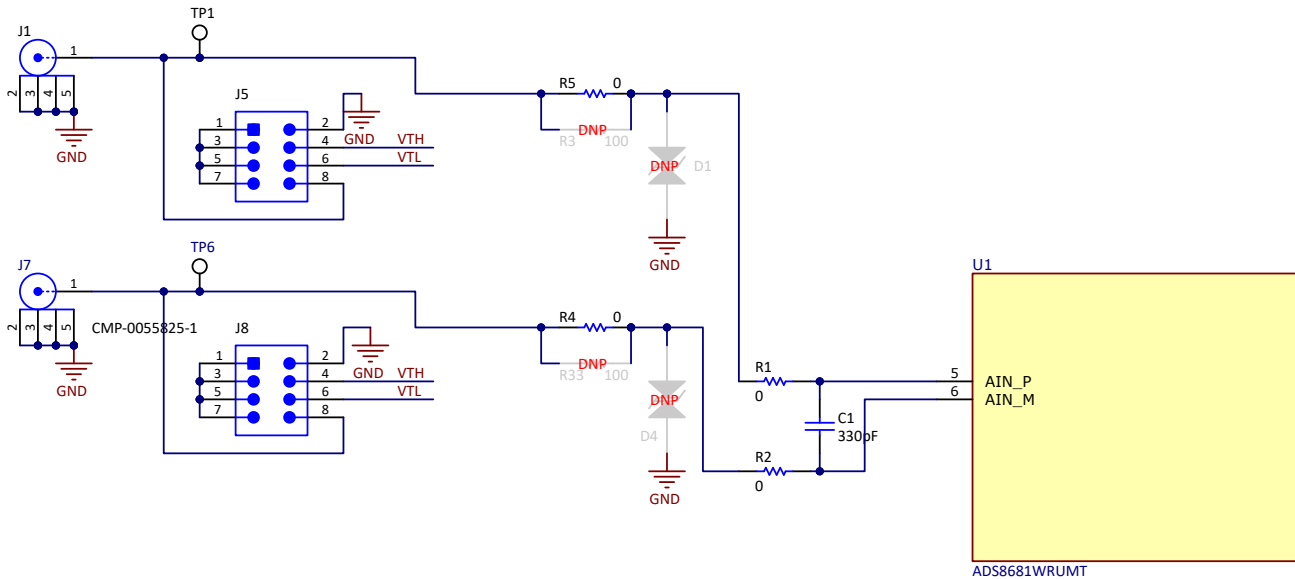 TP1
J1
1
2 3 4 5
GND
J5
1 2
3 4
5 6
7 8
GND
VTH
VTL
R5 0
DNP
R3 100
DNP D1
GND
TP6
J7
1
2 3 4 5
CMP-0055825-1
GND
J8
1 2
3 4
5 6
7 8
GND
VTH
VTL
R4 0
DNP
R33 100
DNP
D4
GND
R1
0
C1
330pF
R2
0
U1
5 AIN_P
6 AIN_M
ADS8681WRUMT